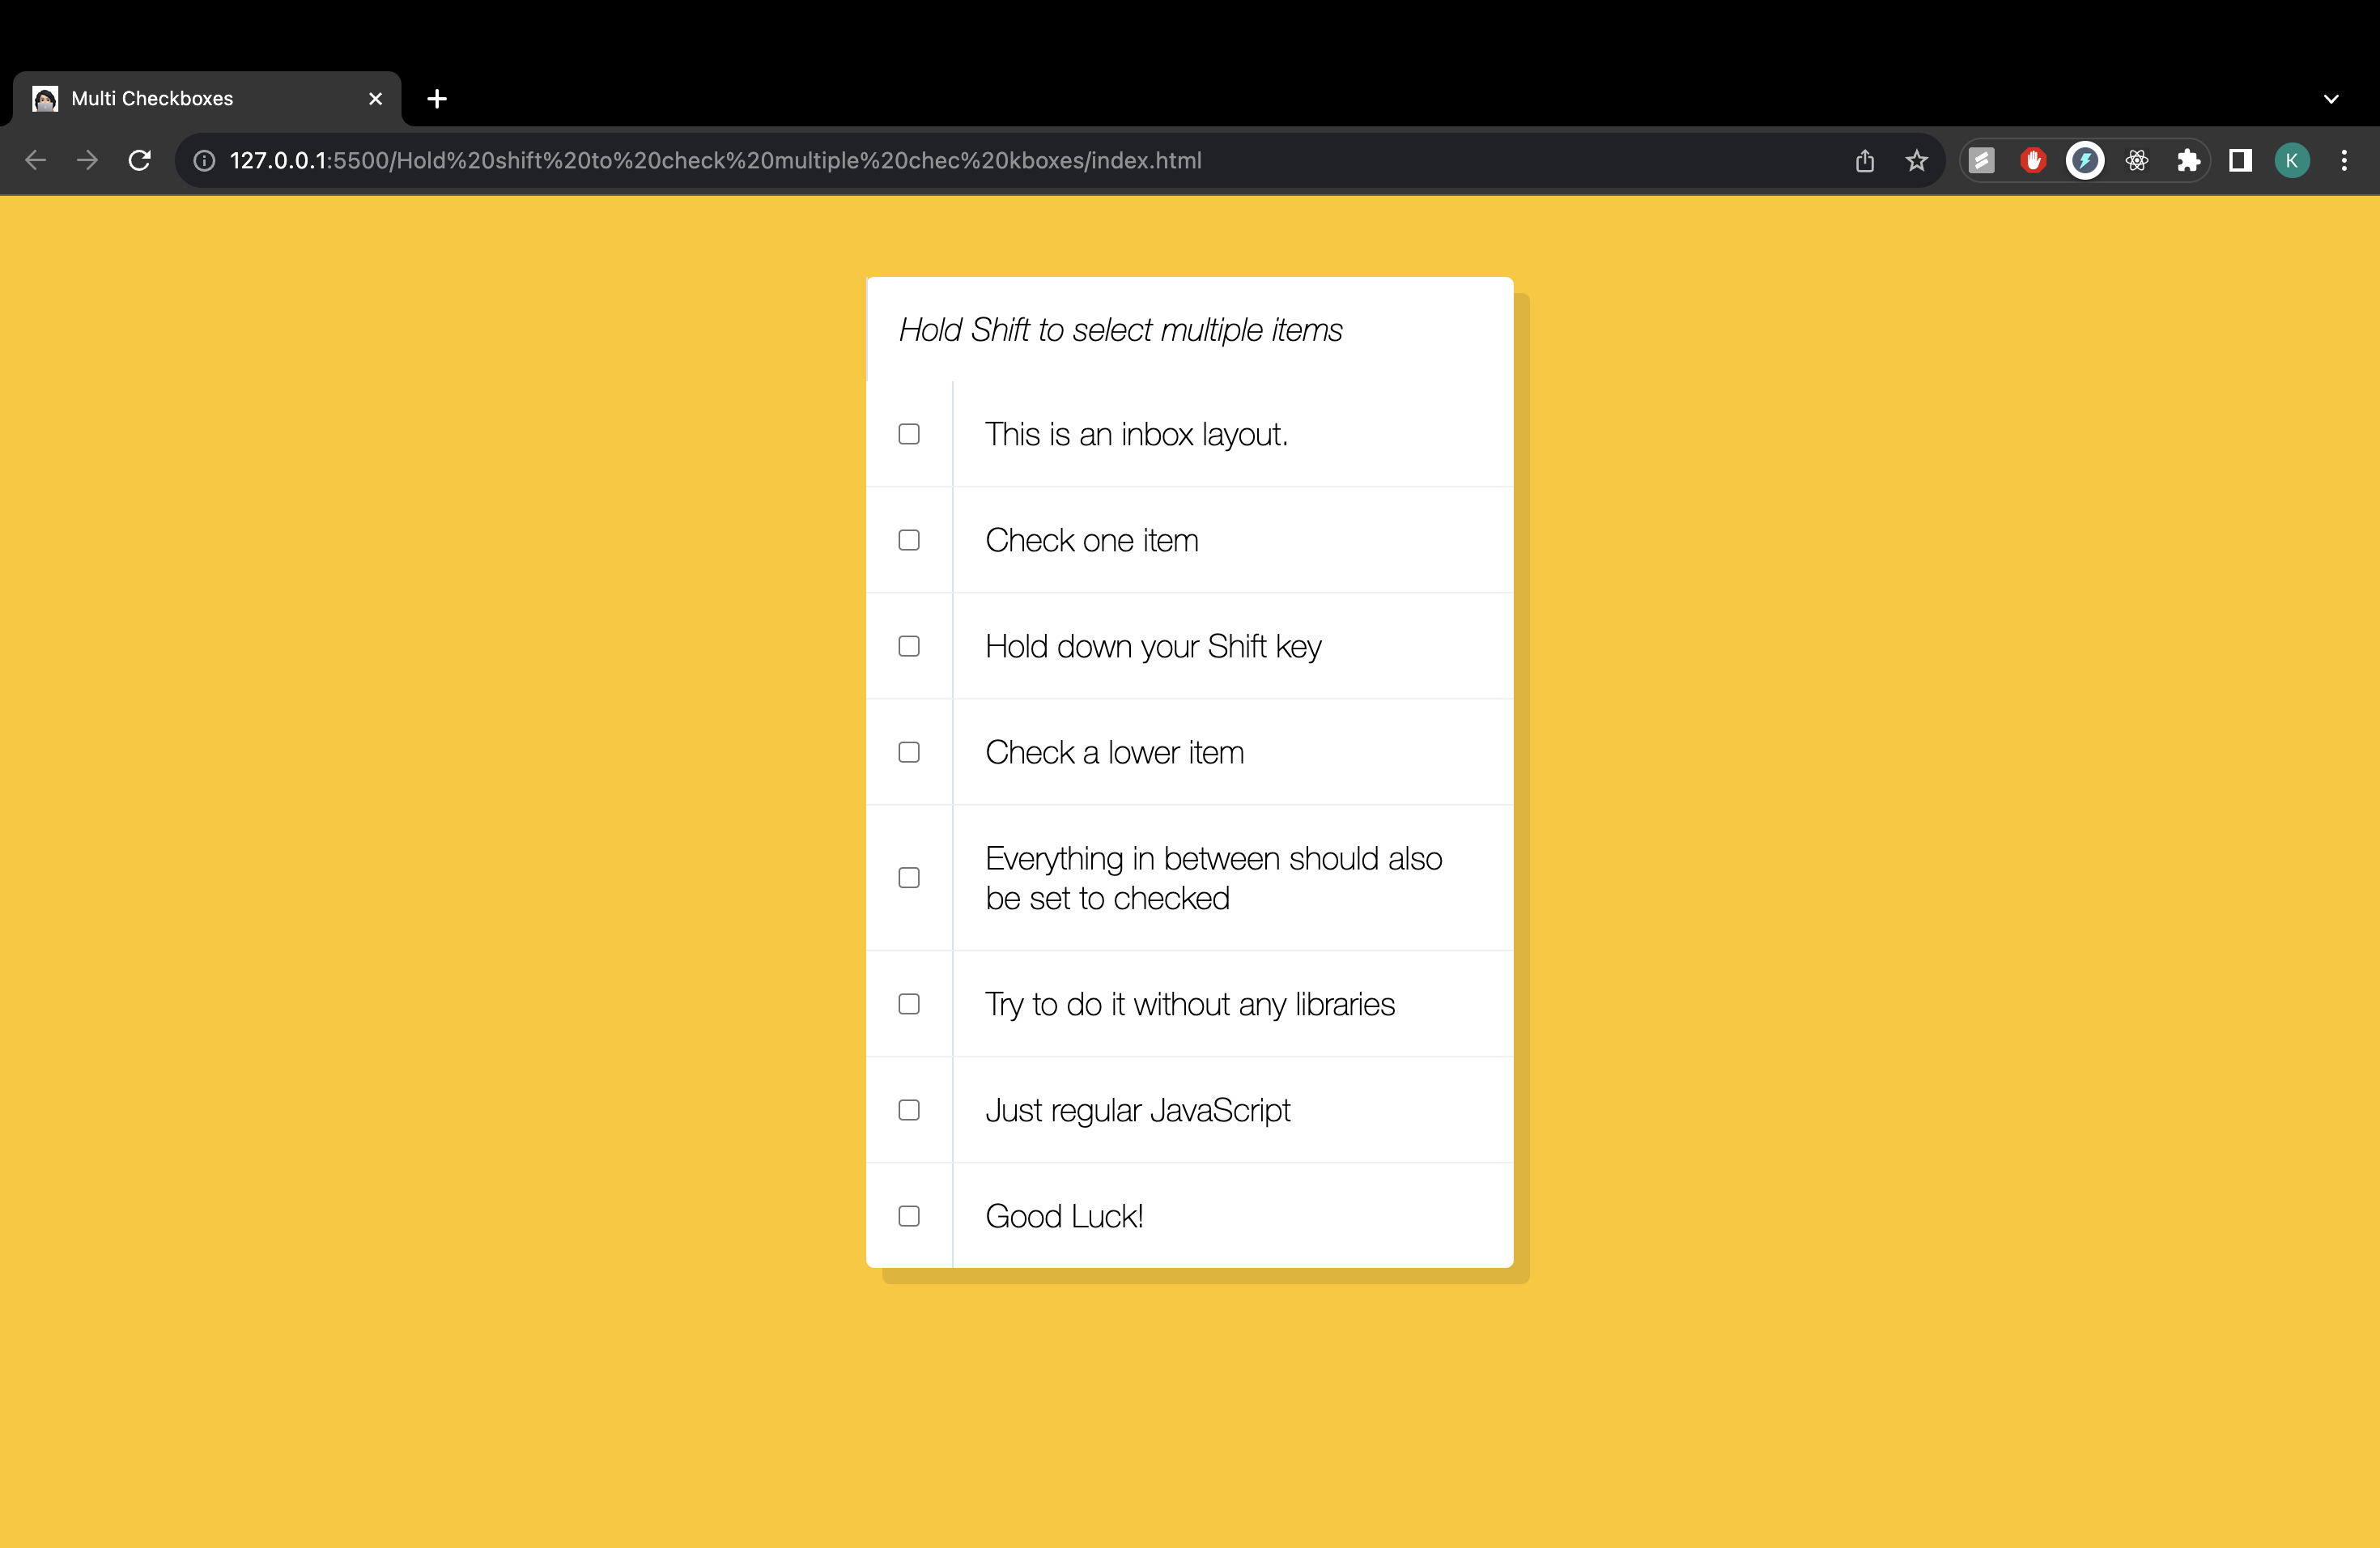 Multi Checkboxes
127.0.0.1:5500/Hold%20shift%20to%20check%20multiple%20chec%20kboxes/index.html
K
Hold Shift to select multiple items
This is an inbox layout.
Check one item
Hold down your Shift key
Check a lower item
Everything in between should also
be set to checked
Try to do it without any libraries
Just regular JavaScript
Good Luck!